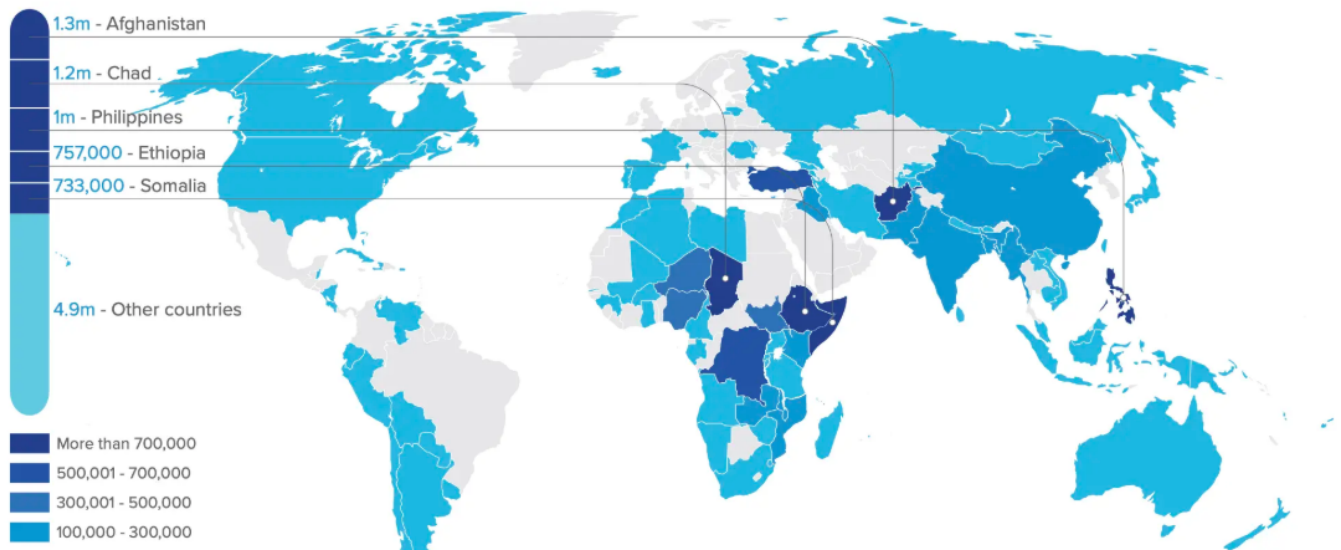 1.3m - Afghanistan
1.2m - Chad
1m - Philippines
757,000 - Ethiopia
733,000 - Somalia
4.9m - Other countries
More than 700,000
500,001 - 700,000
300,001 - 500,000
100,000 - 300,000